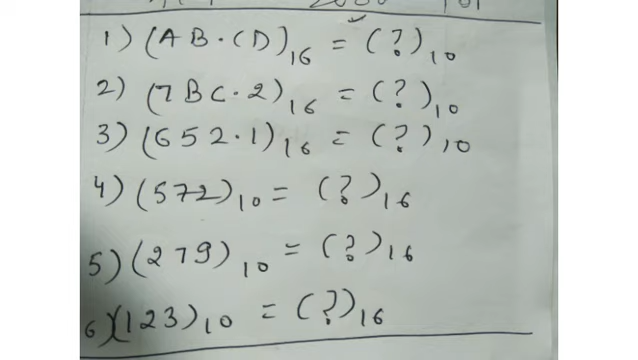 1) (AB.CD)₁₆ = (?)₁₀
2) (7BC.2)₁₆ = (?)₁₀
3) (652.1)₁₆ = (?)₁₀
4) (572)₁₀ = (?)₁₆
5) (279)₁₀ = (?)₁₆
6) (123)₁₀ = (?)₁₆